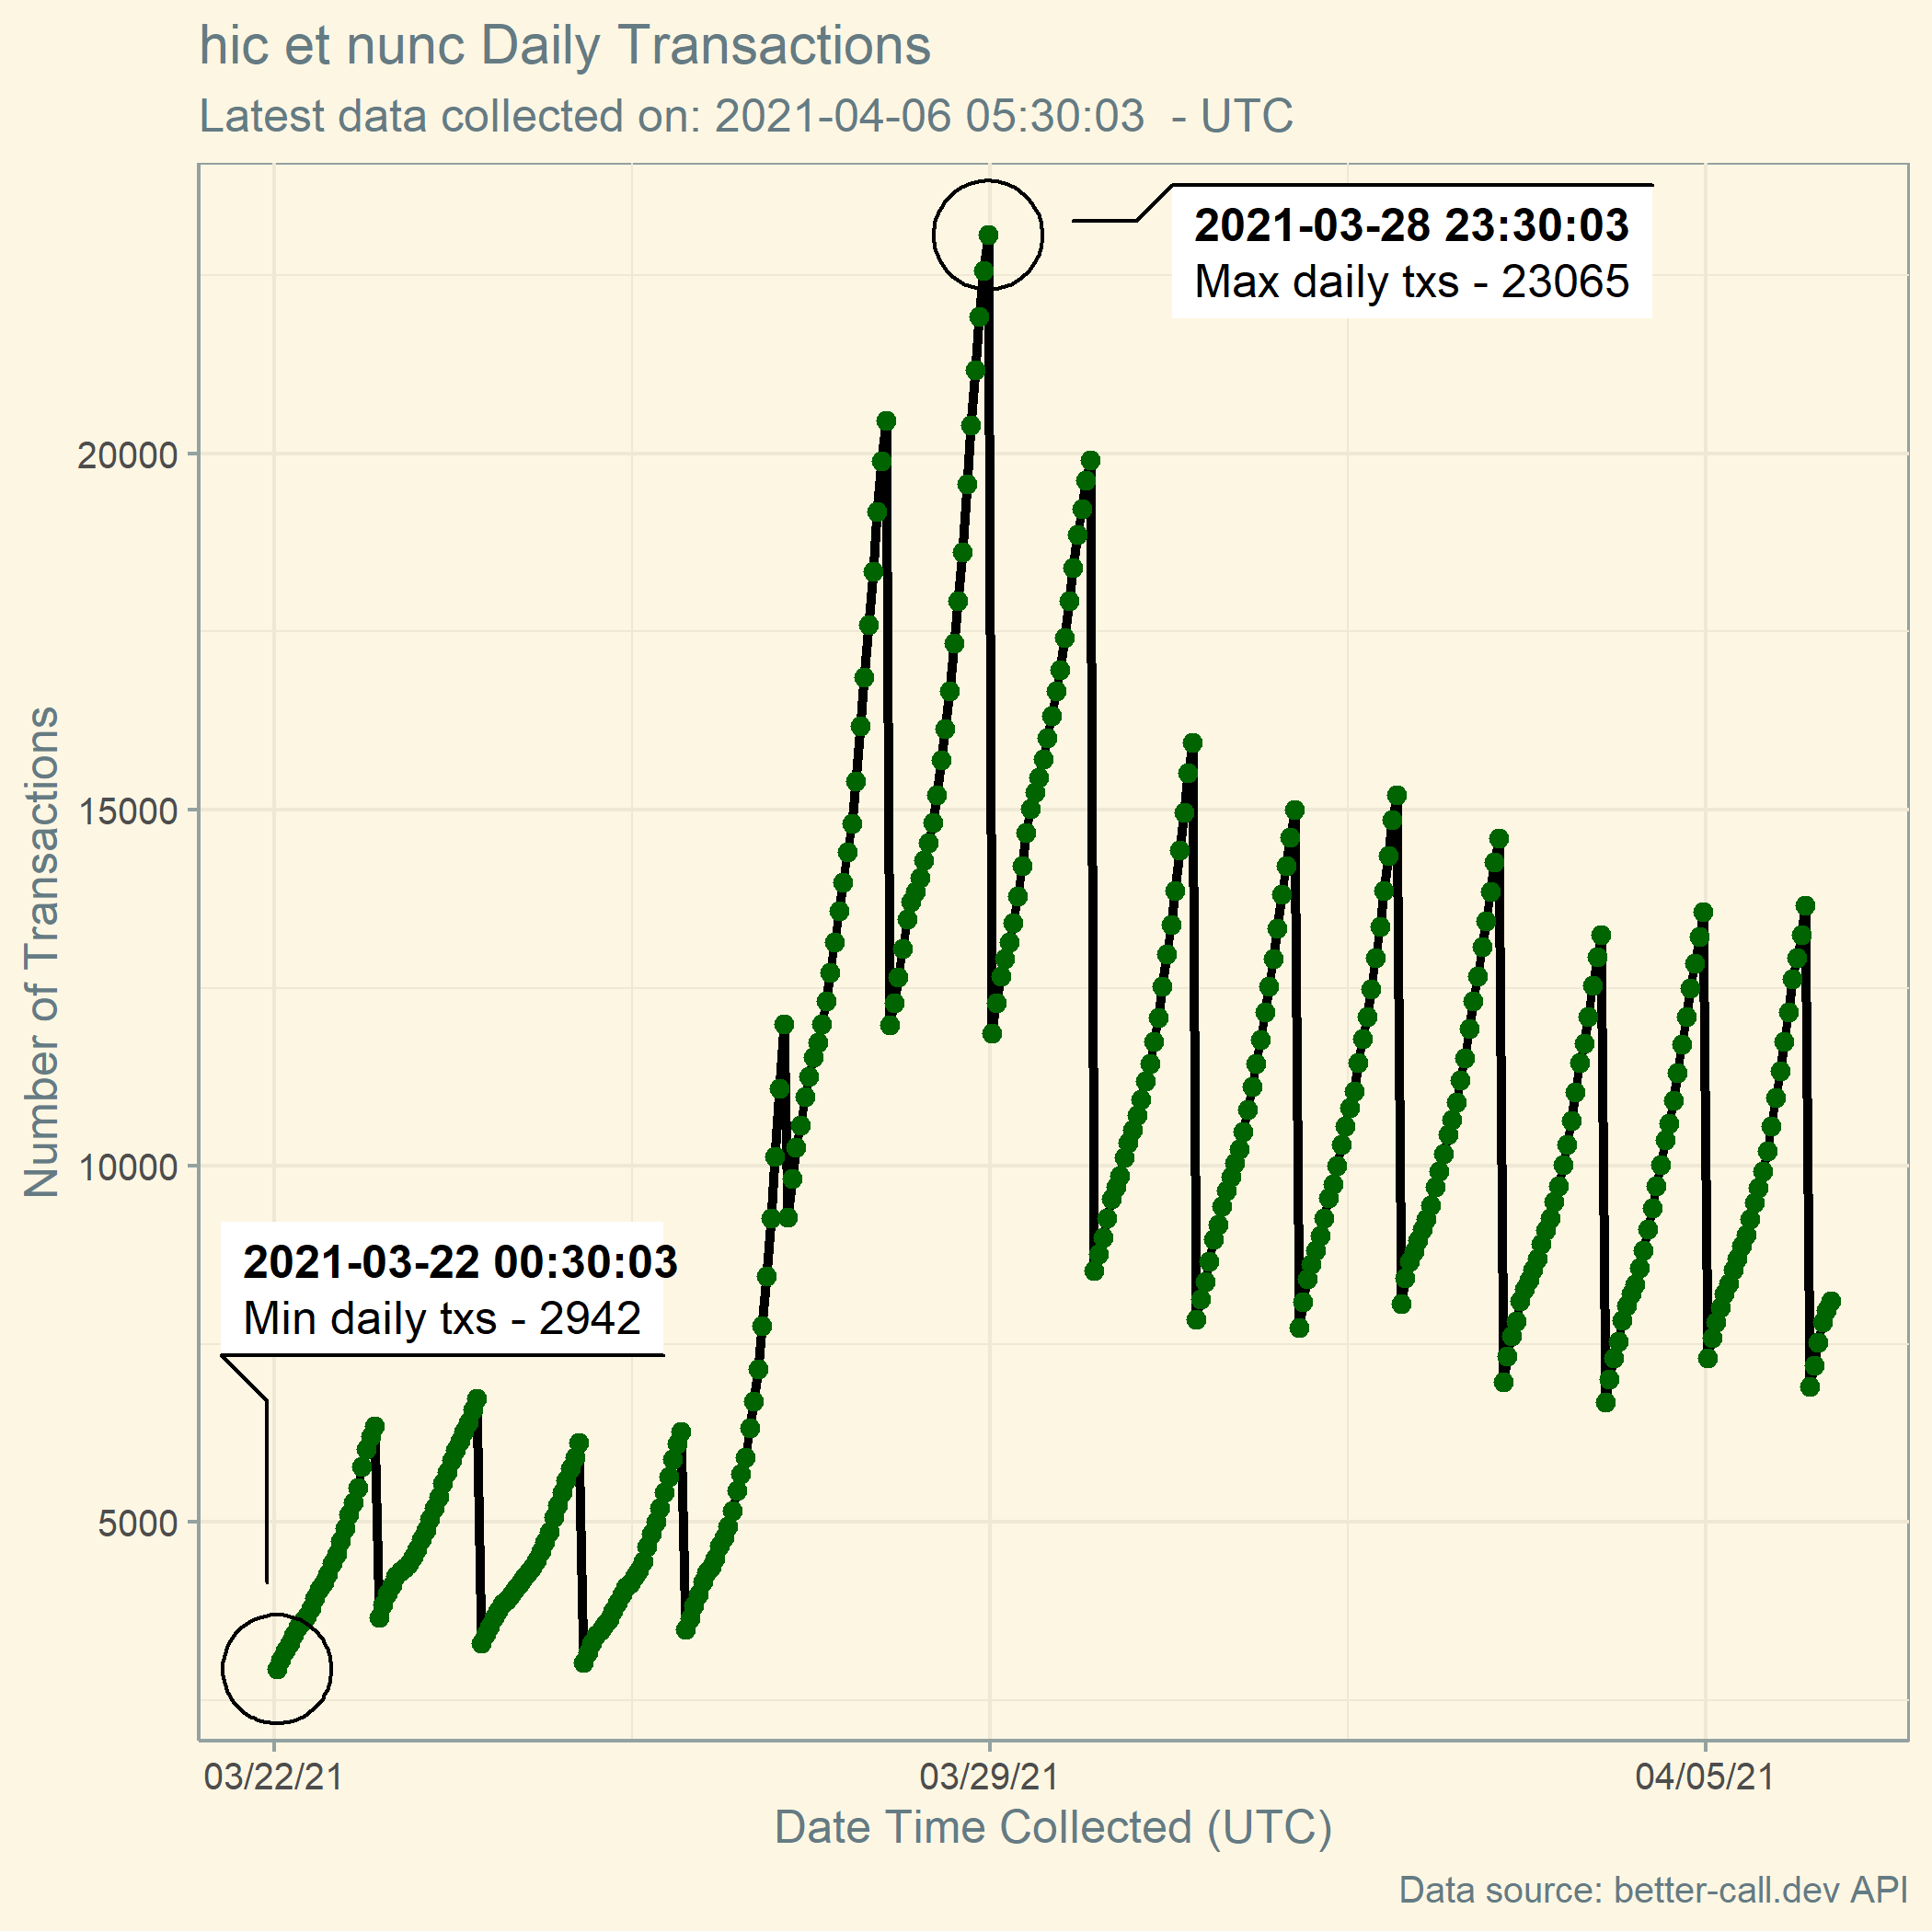 hic et nunc Daily Transactions
Latest data collected on: 2021-04-06 05:30:03  - UTC
2021-03-28 23:30:03
Max daily txs - 23065
20000
15000
10000
5000
Number of Transactions
2021-03-22 00:30:03
Min daily txs - 2942
03/22/21
03/29/21
04/05/21
Date Time Collected (UTC)
Data source: better-call.dev API